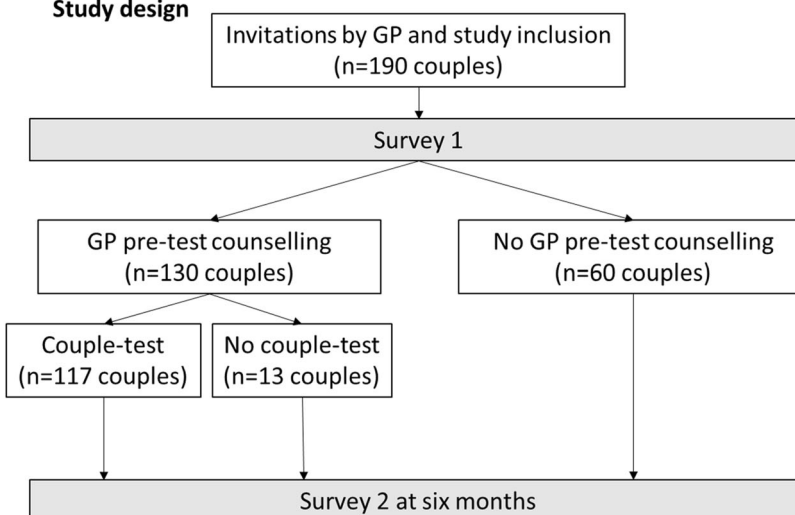 Study design
Invitations by GP and study inclusion
(n=190 couples)
Survey 1
GP pre-test counselling
(n=130 couples)
No GP pre-test counselling
(n=60 couples)
Couple-test
(n=117 couples)
No couple-test
(n=13 couples)
Survey 2 at six months